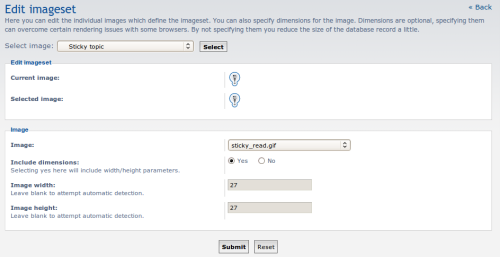 Edit imageset
« Back
Here you can edit the individual images which define the imageset. You can also specify dimensions for the image. Dimensions are optional, specifying them
can overcome certain rendering issues with some browsers. By not specifying them you reduce the size of the database record a little.
Select image: Sticky topic Select
Edit imageset
Current image:
Selected image:
Image
Image: sticky_read.gif
Include dimensions: Yes No
Selecting yes here will include width/height parameters.
Image width: 27
Leave blank to attempt automatic detection.
Image height: 27
Leave blank to attempt automatic detection.
Submit Reset